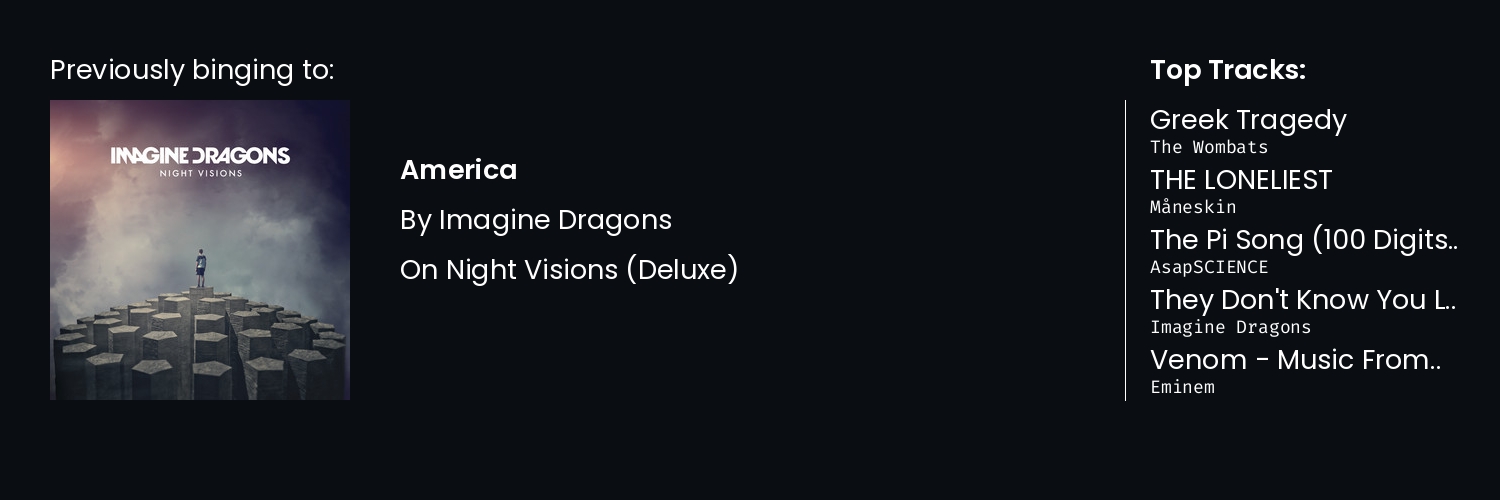 Previously binging to:
IMAGINE DRAGONS
NIGHT VISIONS
America
By Imagine Dragons
On Night Visions (Deluxe)
Top Tracks:
Greek Tragedy
The Wombats
THE LONELIEST
Måneskin
The Pi Song (100 Digits..
AsapSCIENCE
They Don't Know You L..
Imagine Dragons
Venom - Music From..
Eminem